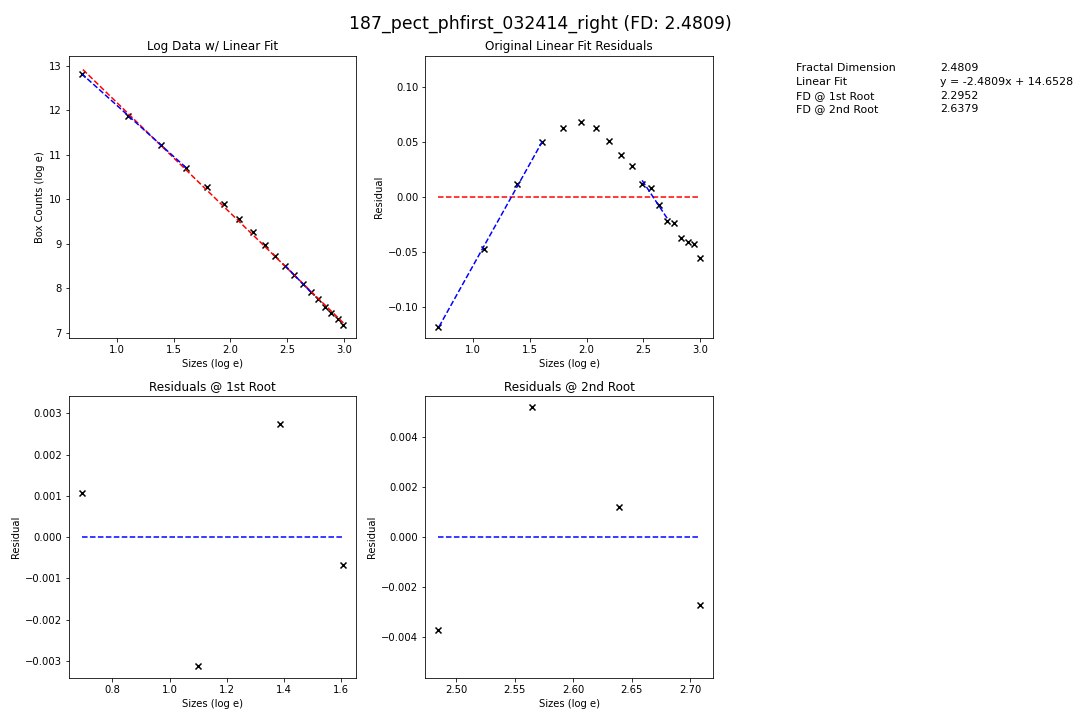 187_pect_phfirst_032414_right (FD: 2.4809)
Log Data w/ Linear Fit
Box Counts (log e)
13
12
11
10
9
8
7
1.0 1.5 2.0 2.5 3.0
Sizes (log e)
Original Linear Fit Residuals
Residual
0.10
0.05
0.00
−0.05
−0.10
1.0 1.5 2.0 2.5 3.0
Sizes (log e)
Fractal Dimension 2.4809
Linear Fit y = -2.4809x + 14.6528
FD @ 1st Root 2.2952
FD @ 2nd Root 2.6379
Residuals @ 1st Root
Residual
0.003
0.002
0.001
0.000
−0.001
−0.002
−0.003
0.8 1.0 1.2 1.4 1.6
Sizes (log e)
Residuals @ 2nd Root
Residual
0.004
0.002
0.000
−0.002
−0.004
2.50 2.55 2.60 2.65 2.70
Sizes (log e)